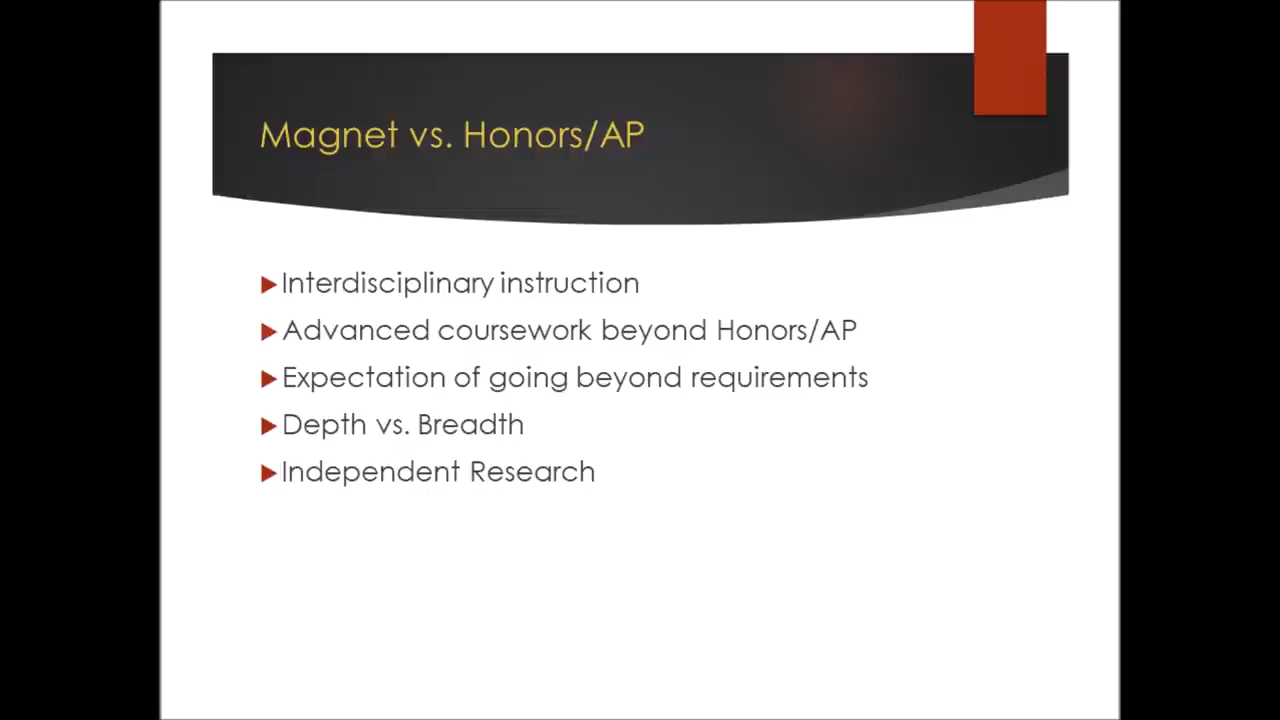 Magnet vs. Honors/AP
Interdisciplinary instruction
Advanced coursework beyond Honors/AP
Expectation of going beyond requirements
Depth vs. Breadth
Independent Research